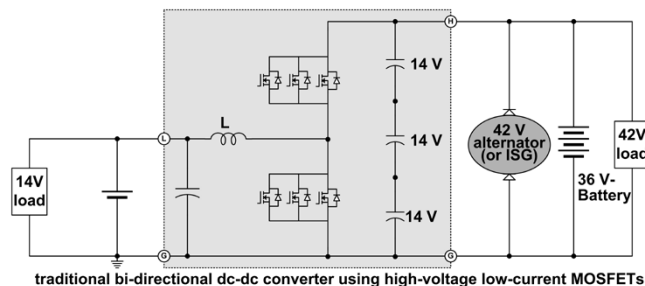 H
14 V
L
14 V
42 V
alternator
(or ISG)
42V
load
L
14V
load
36 V-
Battery
14 V
G
G
traditional bi-directional dc-dc converter using high-voltage low-current MOSFETs